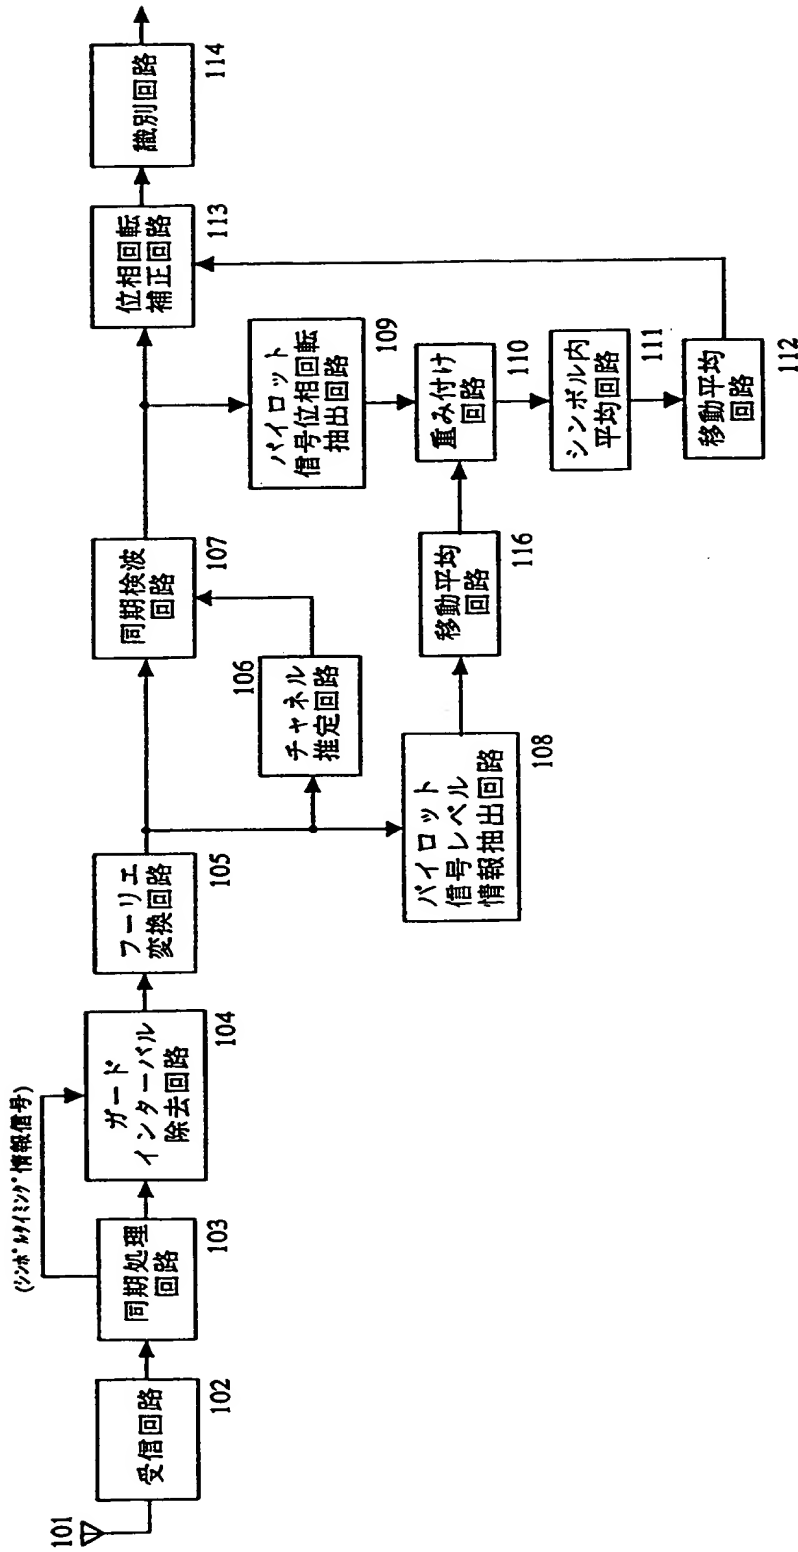 101
受信回路
102
同期処理
回路
103
(シンボルタイミング情報信号)
ガード
インターバル
除去回路
104
フーリエ
変換回路
105
チャネル
推定回路
106
同期検波
回路
107
パイロット
信号レベル
情報抽出回路
108
移動平均
回路
116
パイロット
信号位相回転
抽出回路
109
重み付け
回路
110
シンボル内
平均回路
111
移動平均
回路
112
位相回転
補正回路
113
識別回路
114